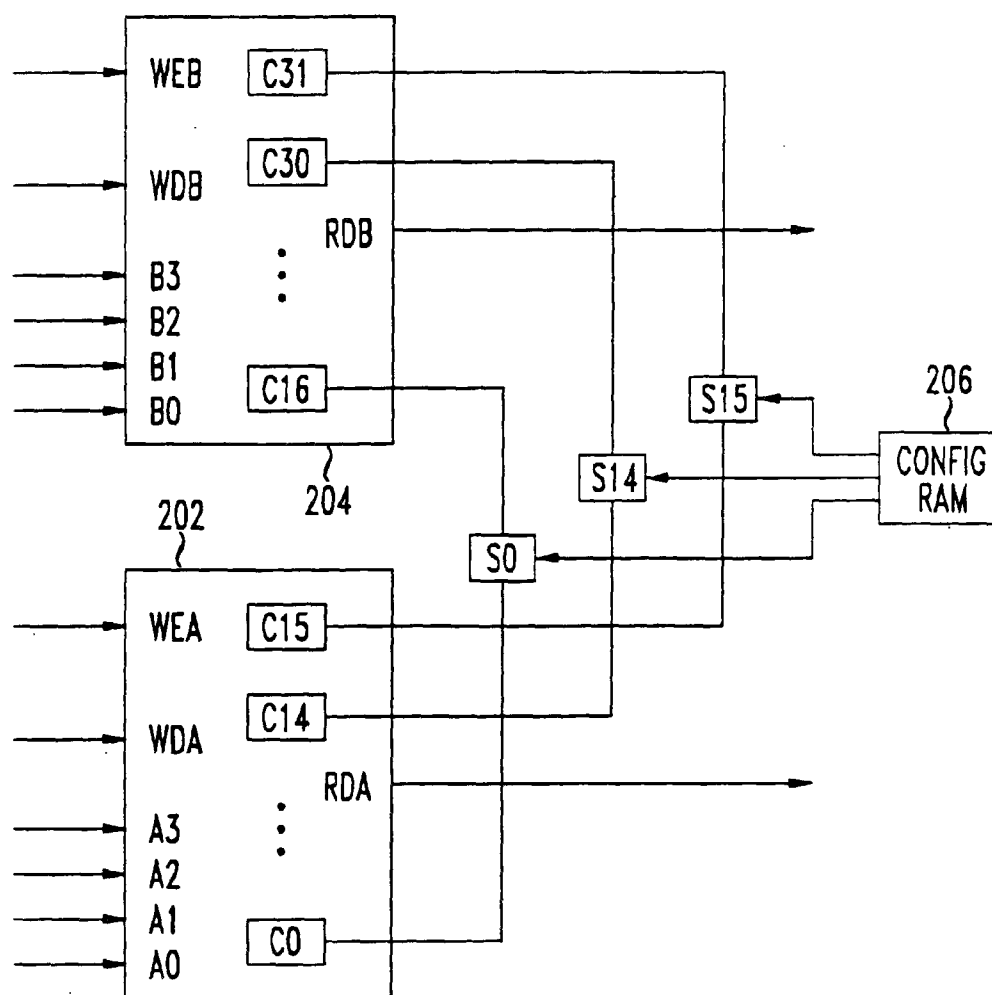 WEB C31
WDB C30
RDB
B3
B2
B1
B0 C16
S15
206
CONFIG
RAM
S14
204
202
S0
WEA C15
WDA C14
RDA
A3
A2
A1
A0 C0